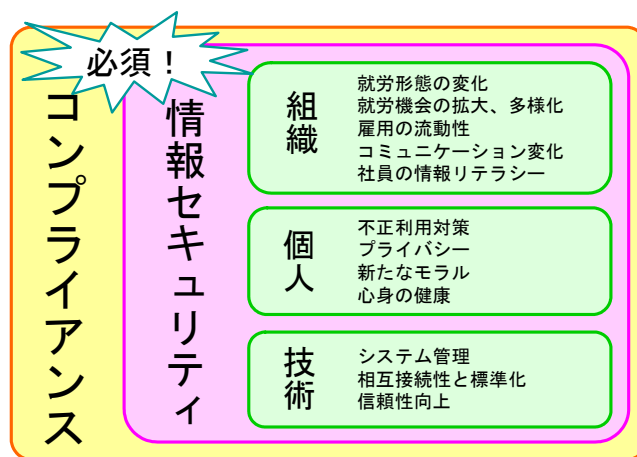 必須！
コンプライアンス
情報セキュリティ
組織
就労形態の変化
就労機会の拡大、多様化
雇用の流動性
コミュニケーション変化
社員の情報リテラシー
個人
不正利用対策
プライバシー
新たなモラル
心身の健康
技術
システム管理
相互接続性と標準化
信頼性向上